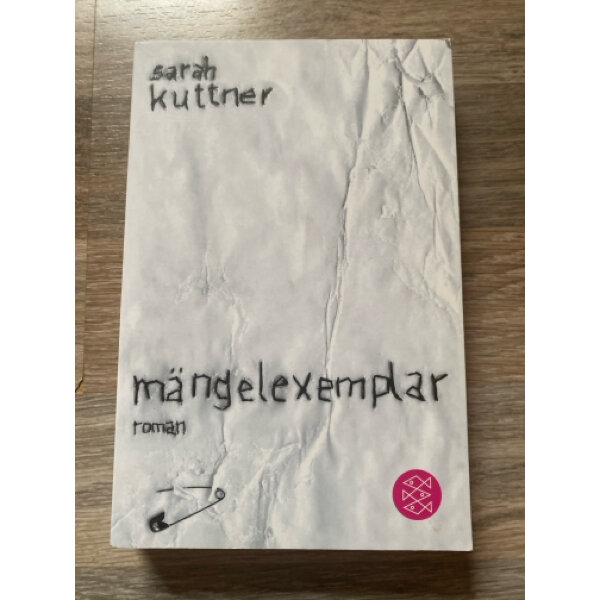 sarah
kuttner
mängelexemplar
roman